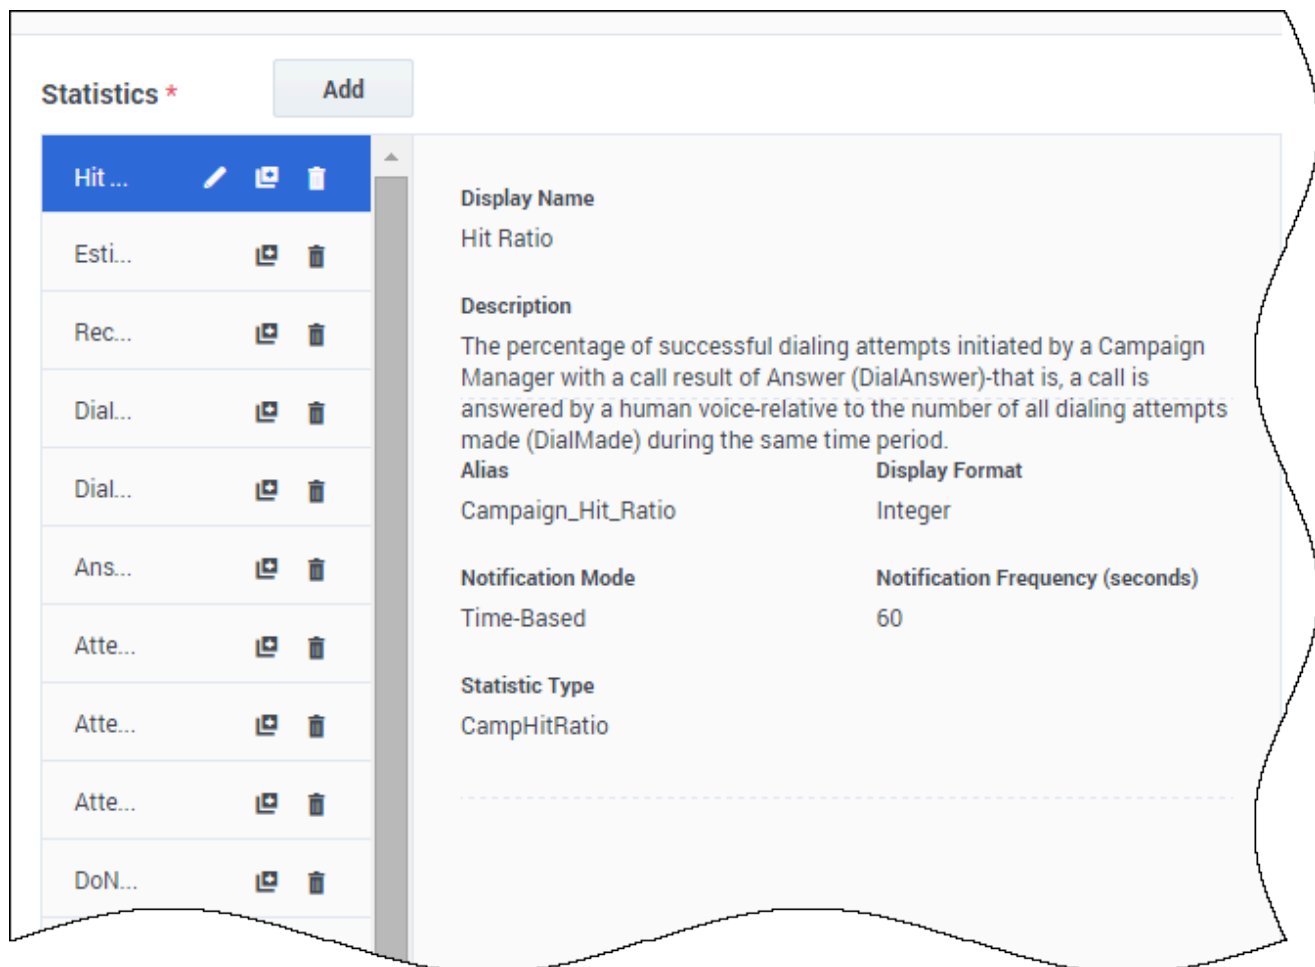 Statistics *
Add
Hit ...
Esti...
Rec...
Dial...
Dial...
Ans...
Atte...
Atte...
Atte...
DoN...
Display Name
Hit Ratio
Description
The percentage of successful dialing attempts initiated by a Campaign
Manager with a call result of Answer (DialAnswer)-that is, a call is
answered by a human voice-relative to the number of all dialing attempts
made (DialMade) during the same time period.
Alias
Display Format
Campaign_Hit_Ratio
Integer
Notification Mode
Notification Frequency (seconds)
Time-Based
60
Statistic Type
CampHitRatio